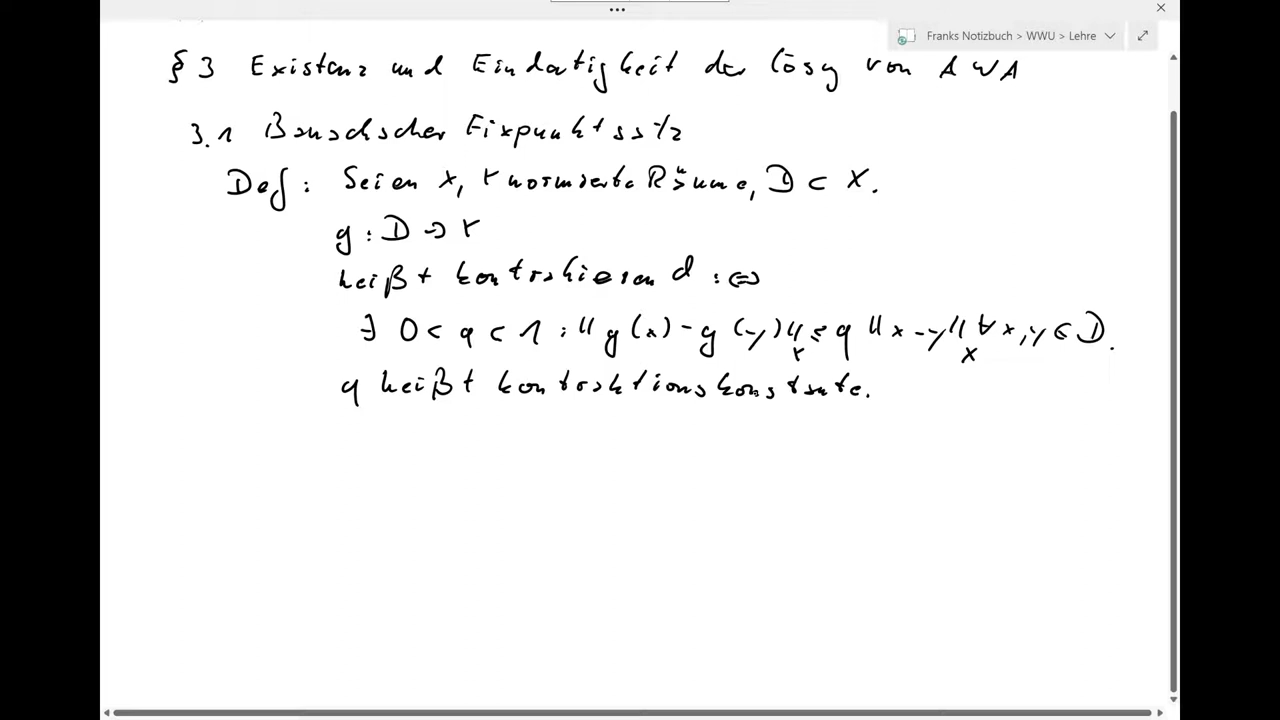 Franks Notizbuch > WWU > Lehre
§ 3 Existenz und Eindeutigkeit der Lösg von AWA
3.1 Banachscher Fixpunktsatz
Def: Seien X, Y normierte Räume, D ⊂ X.
g : D → Y
heißt kontrahierend :⇔
∃ 0 < q < 1 : ||g(x) - g(y)||_Y ≤ q ||x - y||_X ∀ x, y ∈ D.
q heißt Kontraktionskonstante.